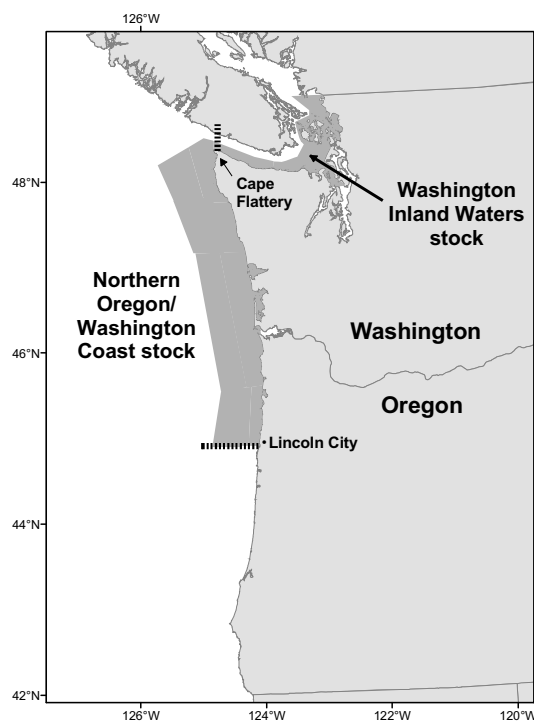 126°W
48°N
46°N
44°N
42°N
Cape
Flattery
Washington
Inland Waters
stock
Northern
Oregon/
Washington
Coast stock
Washington
Oregon
Lincoln City
126°W
124°W
122°W
120°W